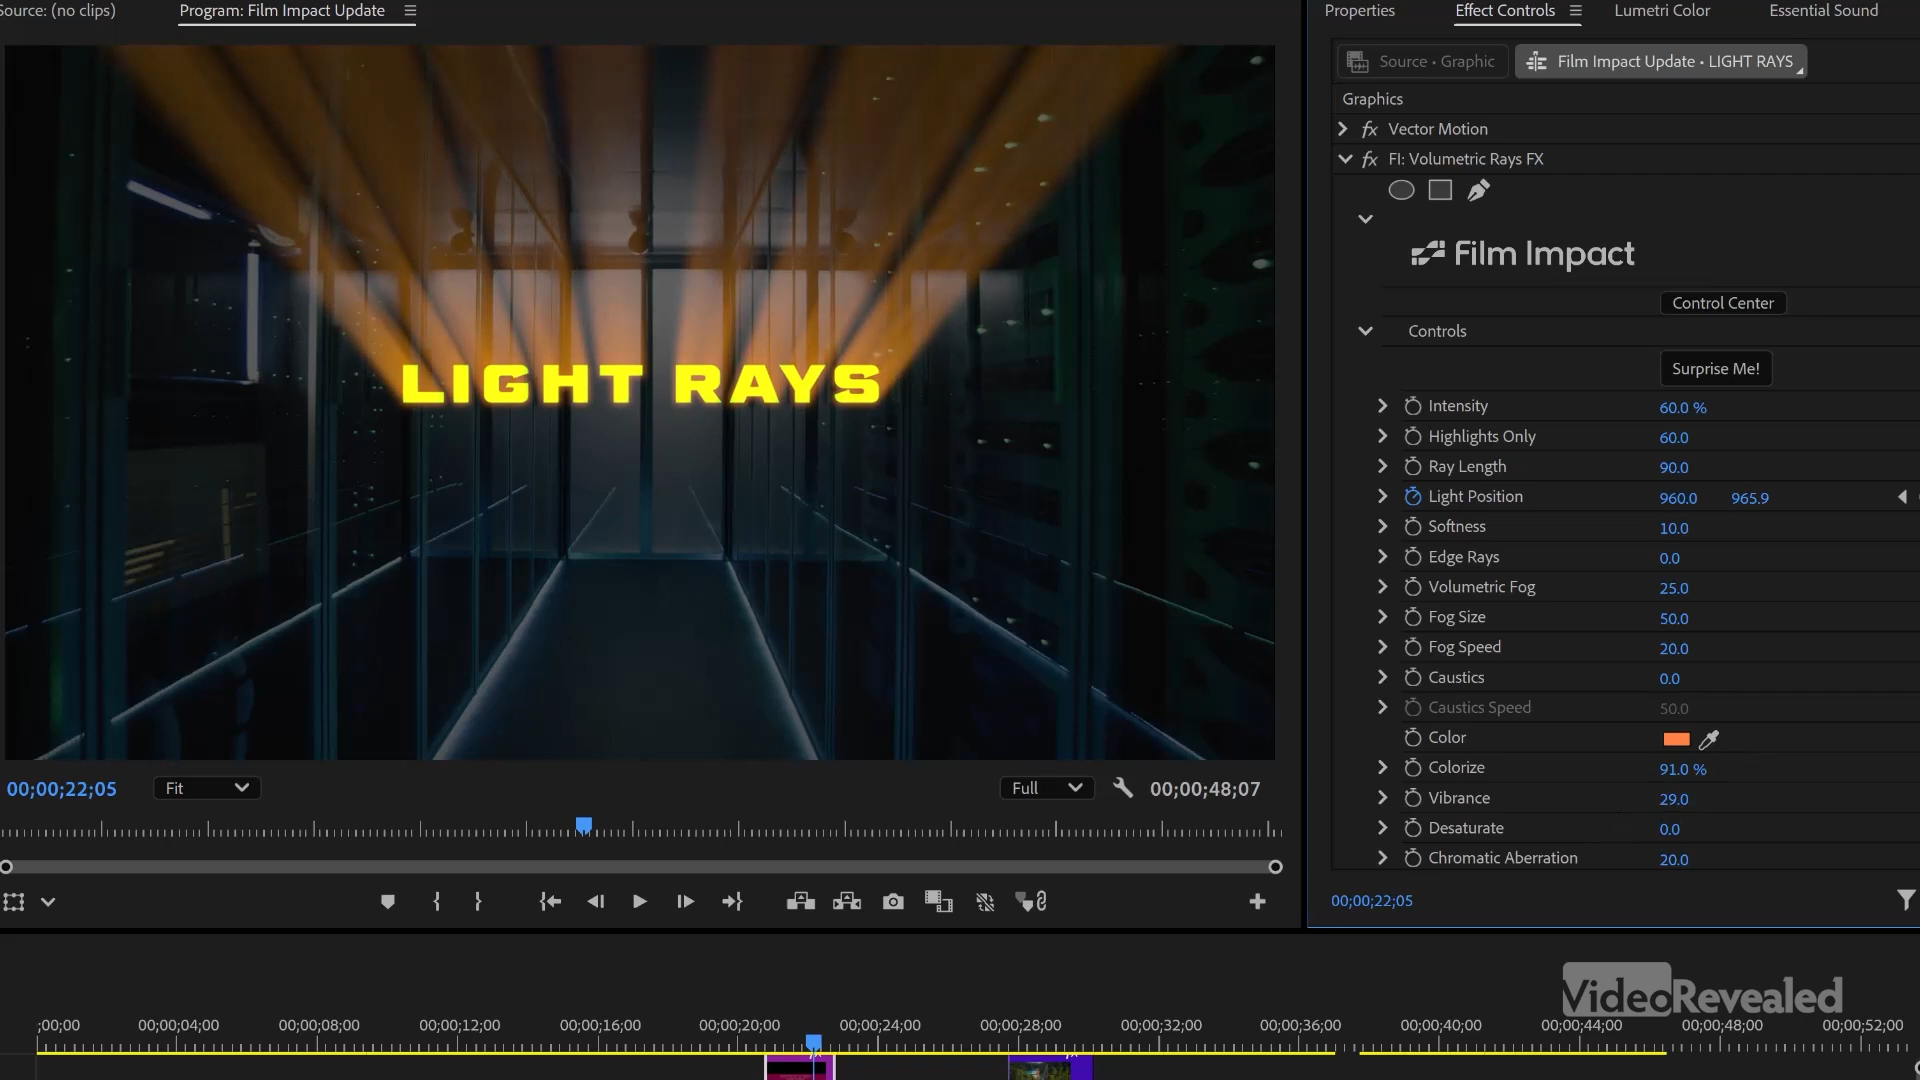 Source: (no clips)
Program: Film Impact Update
Properties
Effect Controls
Lumetri Color
Essential Sound
Source • Graphic
Film Impact Update • LIGHT RAYS
Graphics
fx Vector Motion
fx FI: Volumetric Rays FX
Film Impact
Control Center
Controls
Surprise Me!
LIGHT RAYS
Intensity 60.0 %
Highlights Only 60.0
Ray Length 90.0
Light Position 960.0 965.9
Softness 10.0
Edge Rays 0.0
Volumetric Fog 25.0
Fog Size 50.0
Fog Speed 20.0
Caustics 0.0
Caustics Speed 50.0
Color
Colorize 91.0 %
Vibrance 29.0
Desaturate 0.0
Chromatic Aberration 20.0
00;00;22;05
Fit
Full
00;00;48;07
00;00;22;05
VideoRevealed
;00;00 00;00;04;00 00;00;08;00 00;00;12;00 00;00;16;00 00;00;20;00 00;00;24;00 00;00;28;00 00;00;32;00 00;00;36;00 00;00;40;00 00;00;44;00 00;00;48;00 00;00;52;00